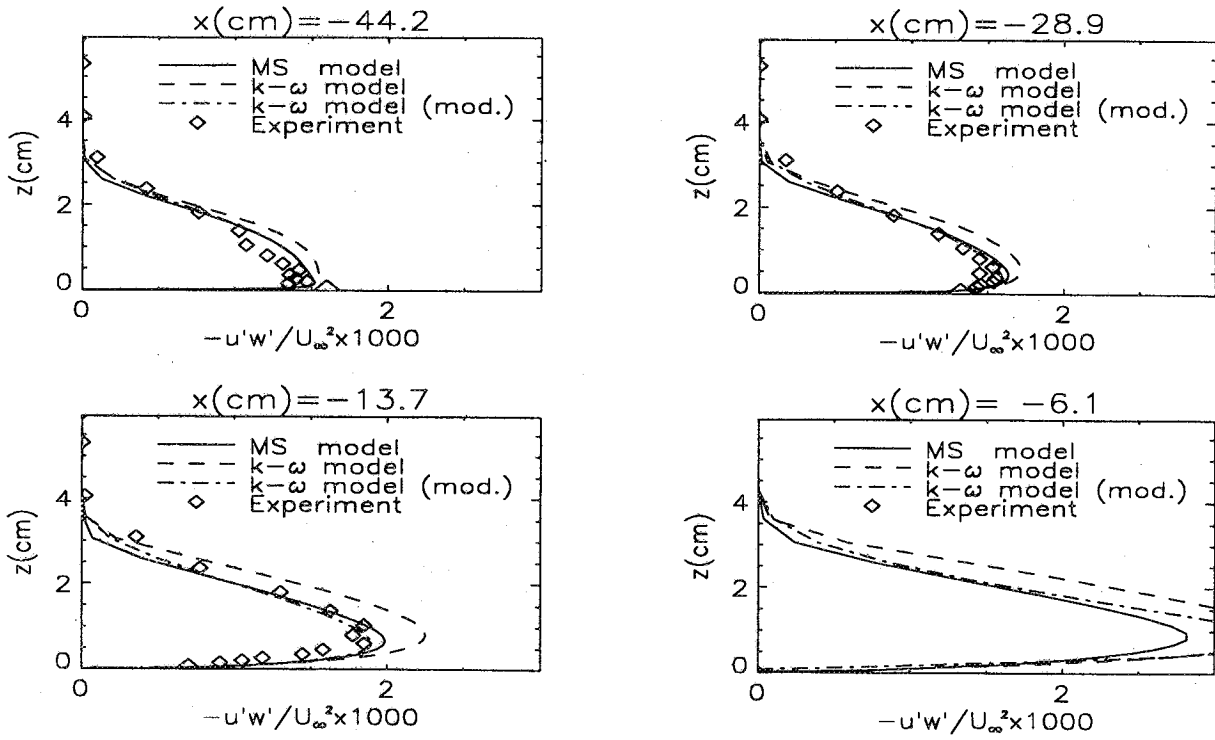 x(cm)=-44.2
MS model
k-ω model
k-ω model (mod.)
Experiment
z(cm)
4
2
0
0
2
-u'w'/U∞²x1000
x(cm)=-28.9
MS model
k-ω model
k-ω model (mod.)
Experiment
z(cm)
4
2
0
0
2
-u'w'/U∞²x1000
x(cm)=-13.7
MS model
k-ω model
k-ω model (mod.)
Experiment
z(cm)
4
2
0
0
2
-u'w'/U∞²x1000
x(cm)= -6.1
MS model
k-ω model
k-ω model (mod.)
Experiment
z(cm)
4
2
0
0
2
-u'w'/U∞²x1000